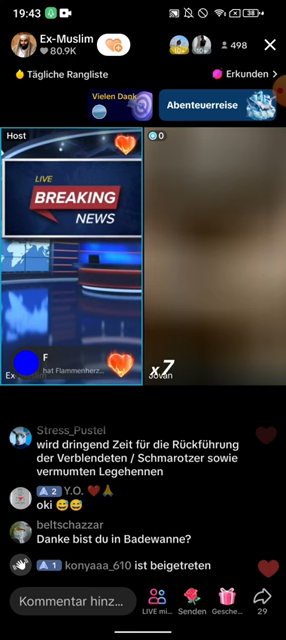 19:43
38
Ex-Muslim
80.9K
498
Tägliche Rangliste
Erkunden >
Vielen Dank
Abenteuerreise
Host
0
LIVE
BREAKING
NEWS
F
hat Flammenherz...
x7
Jovan
Stress_Pustel
wird dringend Zeit für die Rückführung
der Verblendeten / Schmarotzer sowie
vermumten Legehennen
2 Y.O. ❤️🙏
oki 😅😅
beltschazzar
Danke bist du in Badewanne?
1 konyaaa_610 ist beigetreten
Kommentar hinz...
LIVE mi...
Senden
Gesche...
29